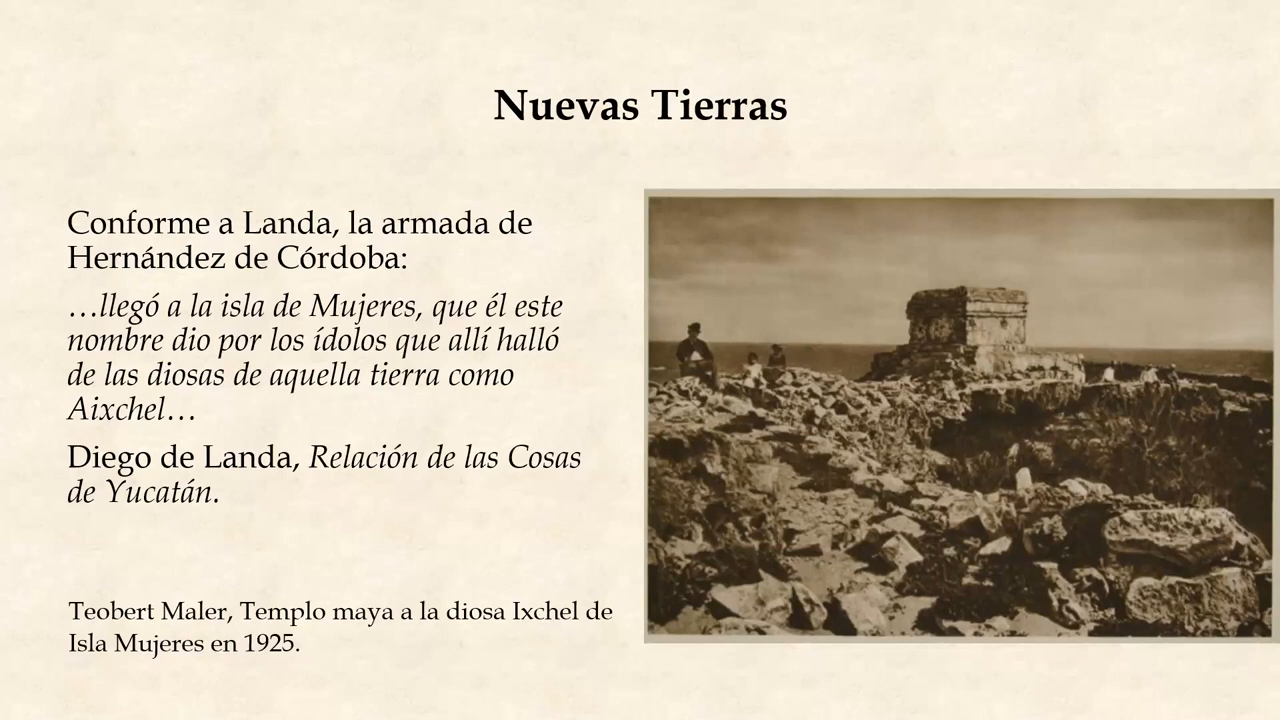 Nuevas Tierras
Conforme a Landa, la armada de
Hernández de Córdoba:
…llegó a la isla de Mujeres, que él este
nombre dio por los ídolos que allí halló
de las diosas de aquella tierra como
Aixchel…
Diego de Landa, Relación de las Cosas
de Yucatán.
Teobert Maler, Templo maya a la diosa Ixchel de
Isla Mujeres en 1925.